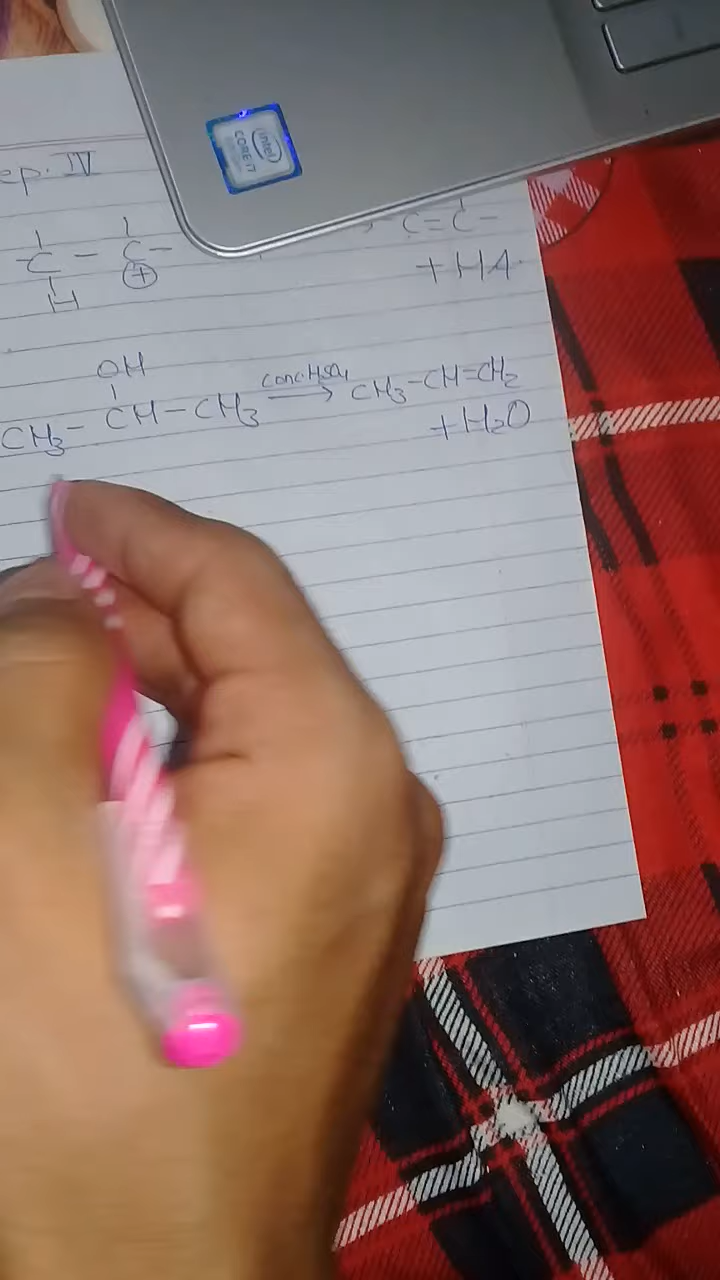 ep. IV
-C - C-
H ⊕
C=C-
+ HA
OH
CH3- CH-CH3 Conc·H2SO4 → CH3-CH=CH2
+ H2O
intel
CORE i7